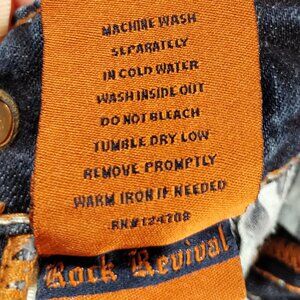 MACHINE WASH
SEPARATELY
IN COLD WATER
WASH INSIDE OUT
DO NOT BLEACH
TUMBLE DRY LOW
REMOVE PROMPTLY
WARM IRON IF NEEDED
RN#124708
Rock Revival